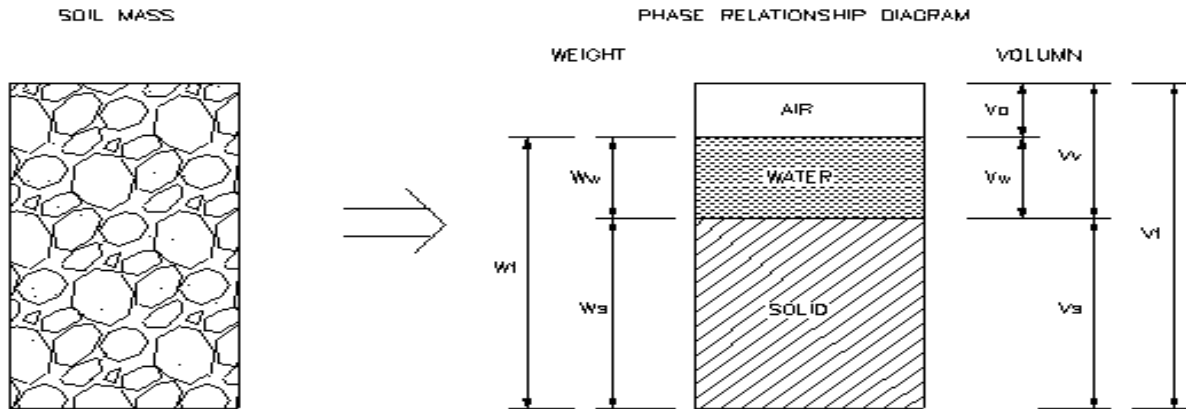 SOIL MASS
PHASE RELATIONSHIP DIAGRAM
WEIGHT
VOLUMN
AIR
Va
Ww
WATER
Vw
Vv
Wt
Ws
SOLID
Vs
Vt